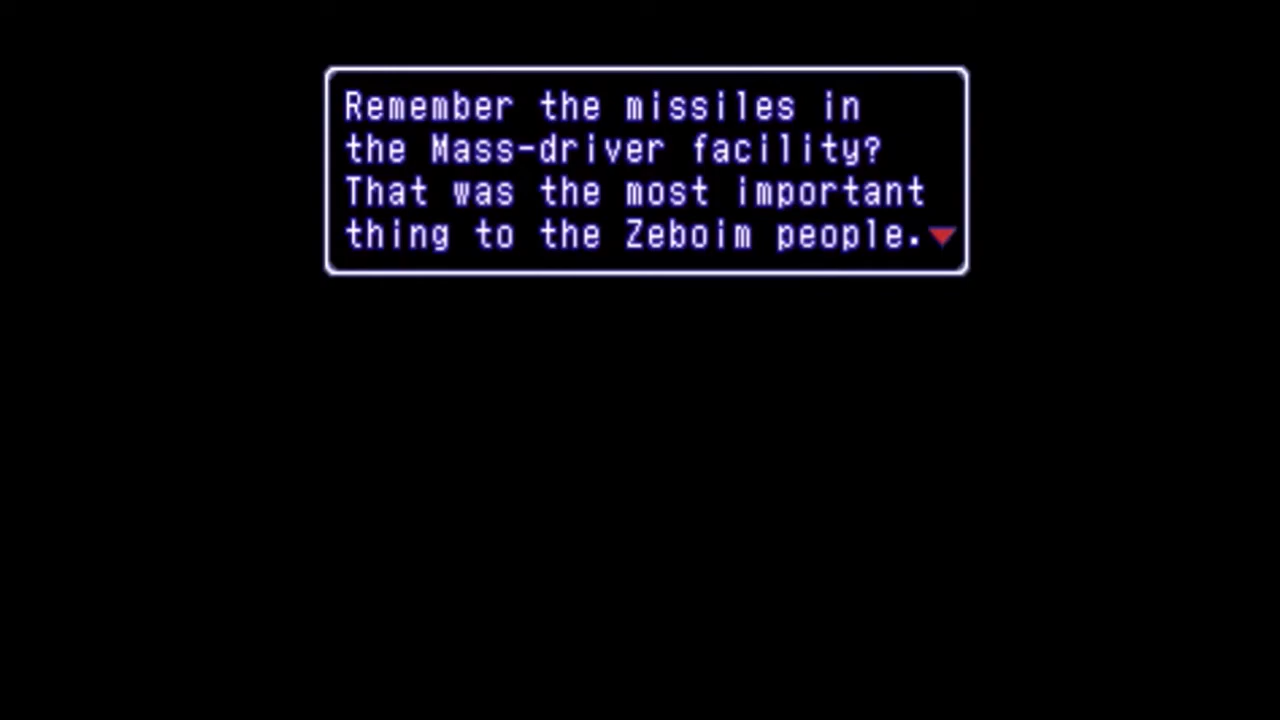 Remember the missiles in
the Mass-driver facility?
That was the most important
thing to the Zeboim people.